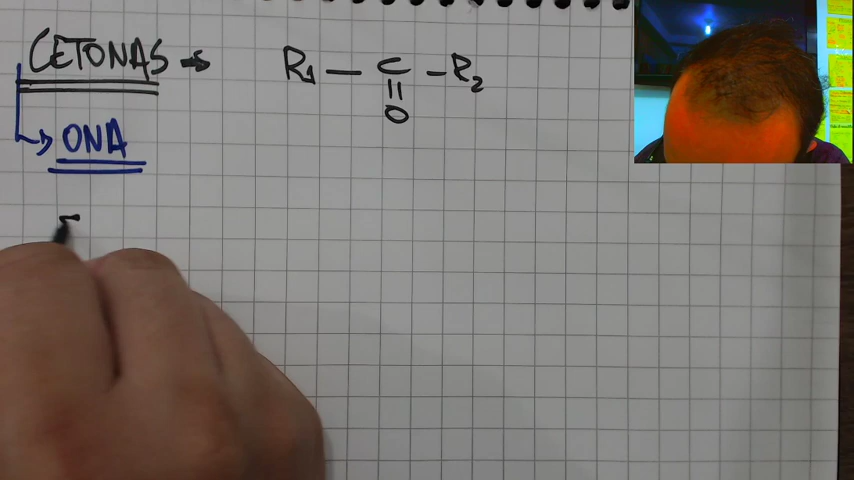 CETONAS → R1 — C – R2
||
O
ONA